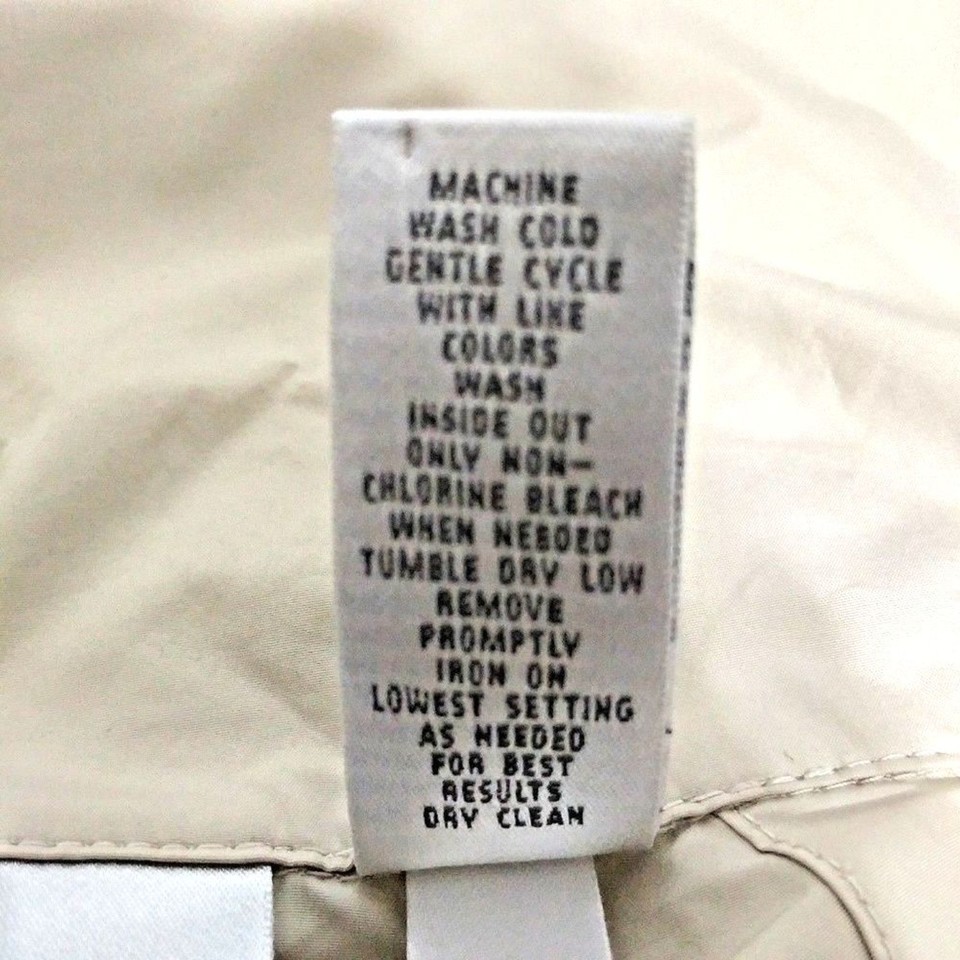 MACHINE
WASH COLD
GENTLE CYCLE
WITH LIKE
COLORS
WASH
INSIDE OUT
ONLY NON-
CHLORINE BLEACH
WHEN NEEDED
TUMBLE DRY LOW
REMOVE
PROMPTLY
IRON ON
LOWEST SETTING
AS NEEDED
FOR BEST
RESULTS
DRY CLEAN